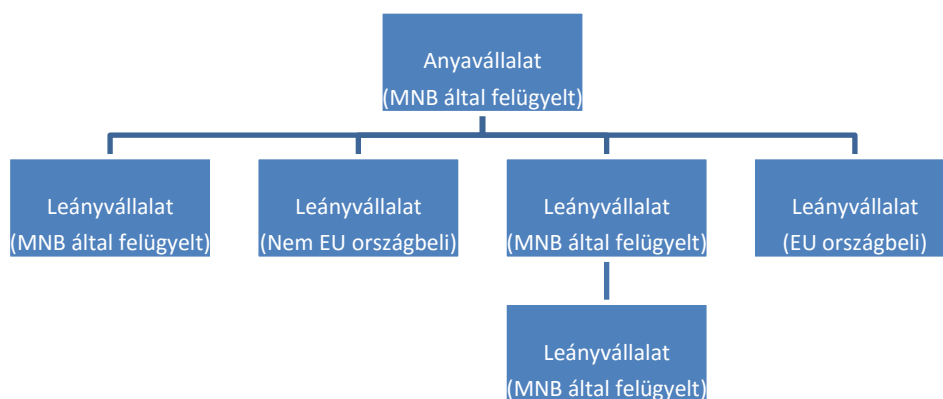 Anyavállalat
(MNB által felügyelt)
Leányvállalat
(MNB által felügyelt)
Leányvállalat
(Nem EU országbeli)
Leányvállalat
(MNB által felügyelt)
Leányvállalat
(EU országbeli)
Leányvállalat
(MNB által felügyelt)